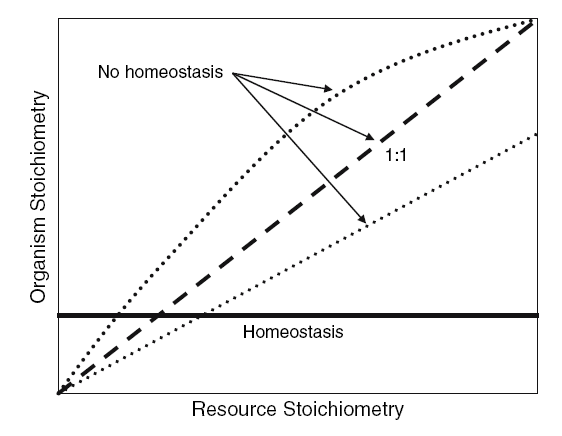 No homeostasis
1:1
Organism Stoichiometry
Homeostasis
Resource Stoichiometry